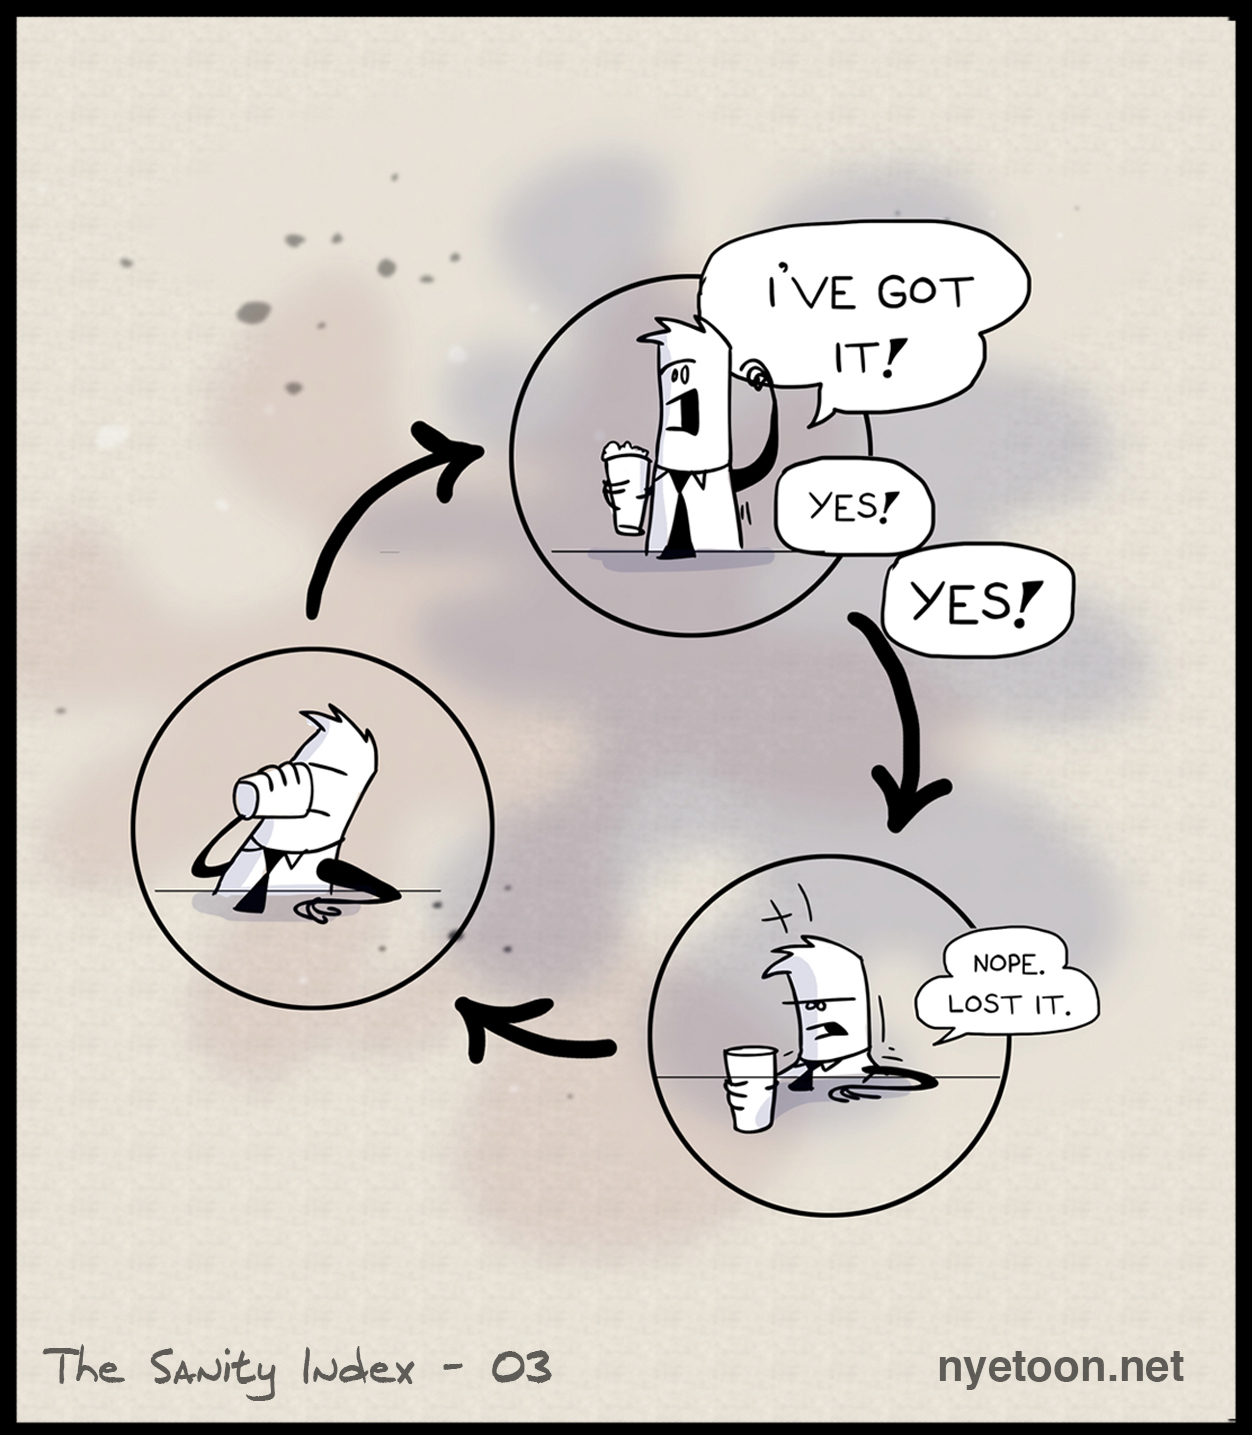 I'VE GOT
IT!
YES!
YES!
NOPE.
LOST IT.
The Sanity Index - 03
nyetoon.net